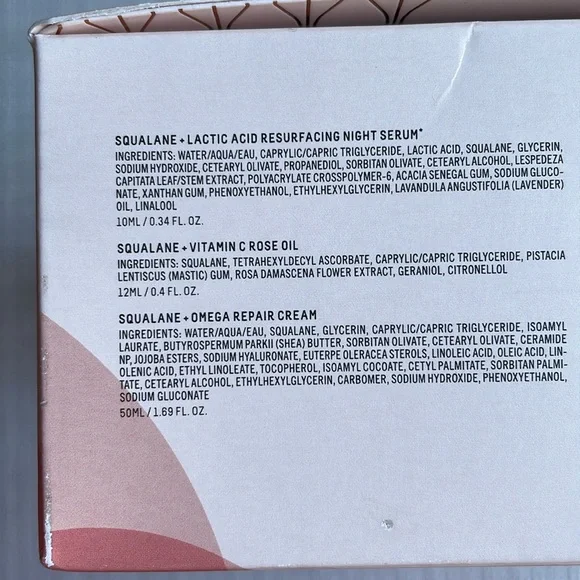 SQUALANE + LACTIC ACID RESURFACING NIGHT SERUM*
INGREDIENTS: WATER/AQUA/EAU, CAPRYLIC/CAPRIC TRIGLYCERIDE, LACTIC ACID, SQUALANE, GLYCERIN,
SODIUM HYDROXIDE, CETEARYL OLIVATE, PROPANEDIOL, SORBITAN OLIVATE, CETEARYL ALCOHOL, LESPEDEZA
CAPITATA LEAF/STEM EXTRACT, POLYACRYLATE CROSSPOLYMER-6, ACACIA SENEGAL GUM, SODIUM GLUCO-
NATE, XANTHAN GUM, PHENOXYETHANOL, ETHYLHEXYLGLYCERIN, LAVANDULA ANGUSTIFOLIA (LAVENDER)
OIL, LINALOOL
10ML / 0.34 FL. OZ.
SQUALANE + VITAMIN C ROSE OIL
INGREDIENTS: SQUALANE, TETRAHEXYLDECYL ASCORBATE, CAPRYLIC/CAPRIC TRIGLYCERIDE, PISTACIA
LENTISCUS (MASTIC) GUM, ROSA DAMASCENA FLOWER EXTRACT, GERANIOL, CITRONELLOL
12ML / 0.4 FL. OZ.
SQUALANE + OMEGA REPAIR CREAM
INGREDIENTS: WATER/AQUA/EAU, SQUALANE, GLYCERIN, CAPRYLIC/CAPRIC TRIGLYCERIDE, ISOAMYL
LAURATE, BUTYROSPERMUM PARKII (SHEA) BUTTER, SORBITAN OLIVATE, CETEARYL OLIVATE, CERAMIDE
NP, JOJOBA ESTERS, SODIUM HYALURONATE, EUTERPE OLERACEA STEROLS, LINOLEIC ACID, OLEIC ACID, LIN-
OLENIC ACID, ETHYL LINOLEATE, TOCOPHEROL, ISOAMYL COCOATE, CETYL PALMITATE, SORBITAN PALMI-
TATE, CETEARYL ALCOHOL, ETHYLHEXYLGLYCERIN, CARBOMER, SODIUM HYDROXIDE, PHENOXYETHANOL,
SODIUM GLUCONATE
50ML / 1.69 FL. OZ.